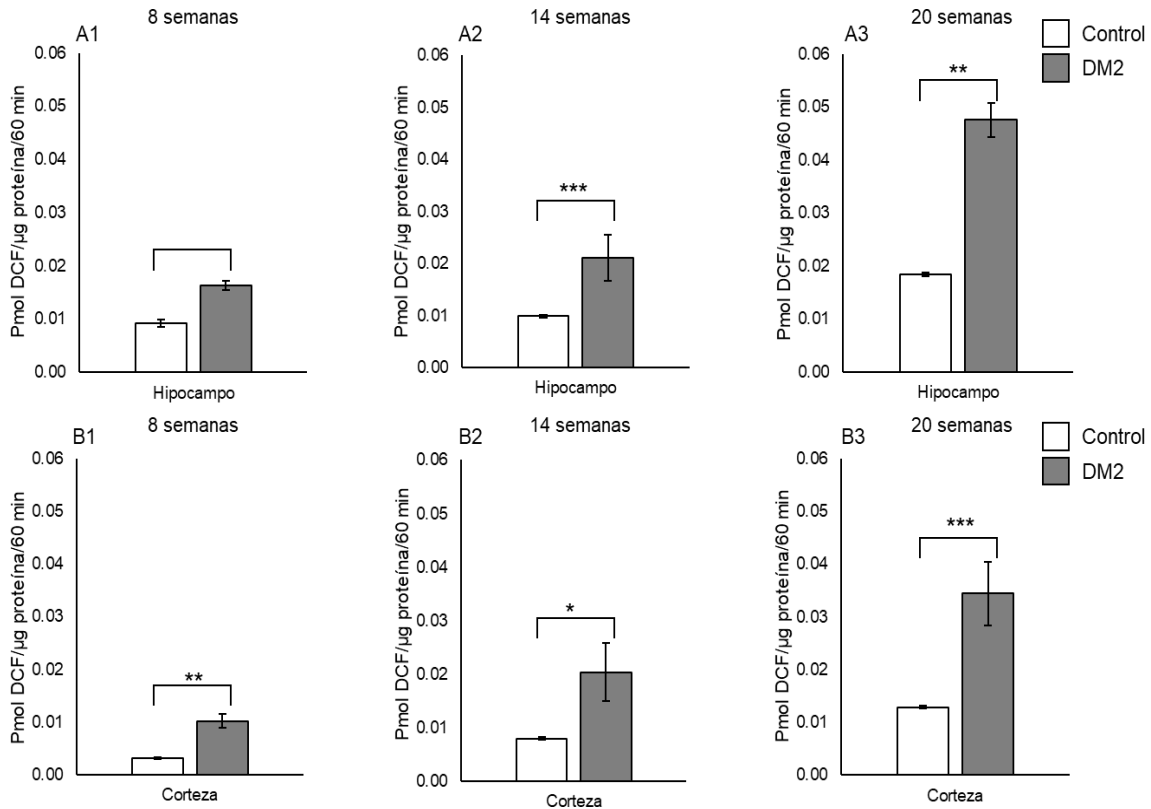 8 semanas
A1
Pmol DCF/µg proteína/60 min
0.06
0.05
0.04
0.03
0.02
0.01
0.00
Hipocampo
14 semanas
A2
Pmol DCF/µg proteína/60 min
0.06
0.05
0.04
0.03
0.02
0.01
0.00
***
Hipocampo
20 semanas
A3
Pmol DCF/µg proteína/60 min
0.06
0.05
0.04
0.03
0.02
0.01
0.00
**
Hipocampo
Control
DM2
8 semanas
B1
Pmol DCF/µg proteína/60 min
0.06
0.05
0.04
0.03
0.02
0.01
0.00
**
Corteza
14 semanas
B2
Pmol DCF/µg proteína/60 min
0.06
0.05
0.04
0.03
0.02
0.01
0.00
*
Corteza
20 semanas
B3
Pmol DCF/µg proteína/60 min
0.06
0.05
0.04
0.03
0.02
0.01
0.00
***
Corteza
Control
DM2